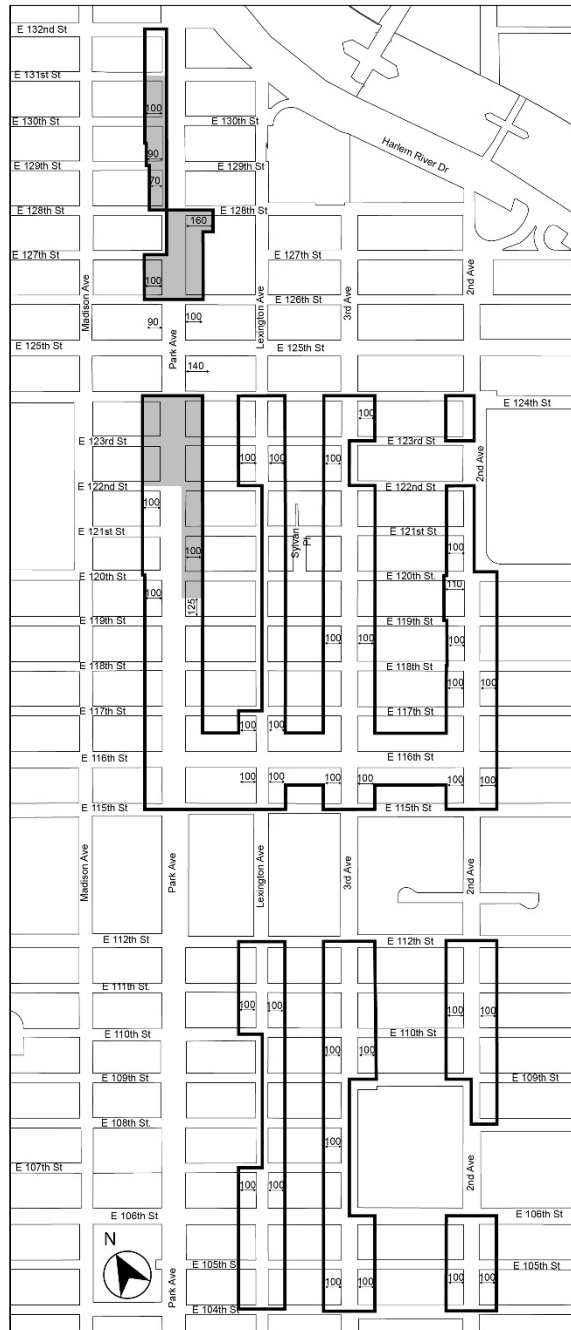 E 132nd St
E 131st St
100
E 130th St
E 130th St
Harlem River Dr
90
E 129th St
E 129th St
70
E 128th St
E 128th St
160
E 127th St
E 127th St
100
Madison Ave
Park Ave
Lexington Ave
3rd Ave
2nd Ave
E 126th St
90
100
E 125th St
E 125th St
140
E 124th St
100
E 123rd St
E 123rd St
100
100
100
2nd Ave
E 122nd St
E 122nd St
100
E 121st St
E 121st St
Sylvan Pl
100
100
E 120th St
E 120th St.
100
110
125
E 119th St
E 119th St
100
100
100
E 118th St
E 118th St
100
100
E 117th St
E 117th St
100
100
E 116th St
E 116th St
100
100
100
100
100
100
E 115th St
E 115th St
Madison Ave
Park Ave
Lexington Ave
3rd Ave
2nd Ave
E 112th St
E 112th St
E 111th St.
100
100
100
100
E 110th St
E 110th St
100
100
E 109th St
E 109th St
E 108th St.
100
E 107th St
2nd Ave
100
100
E 106th St
E 106th St
N
E 105th St
E 105th St
100
100
100
100
Park Ave
E 104th St